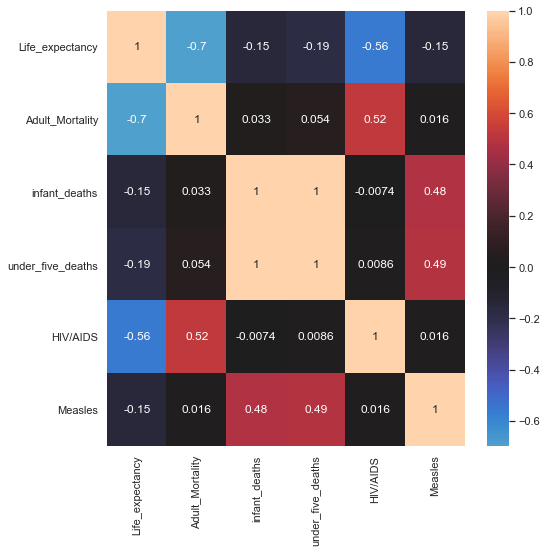 Life_expectancy 1 -0.7 -0.15 -0.19 -0.56 -0.15
Adult_Mortality -0.7 1 0.033 0.054 0.52 0.016
infant_deaths -0.15 0.033 1 1 -0.0074 0.48
under_five_deaths -0.19 0.054 1 1 0.0086 0.49
HIV/AIDS -0.56 0.52 -0.0074 0.0086 1 0.016
Measles -0.15 0.016 0.48 0.49 0.016 1
Life_expectancy
Adult_Mortality
infant_deaths
under_five_deaths
HIV/AIDS
Measles
1.0
0.8
0.6
0.4
0.2
0.0
−0.2
−0.4
−0.6